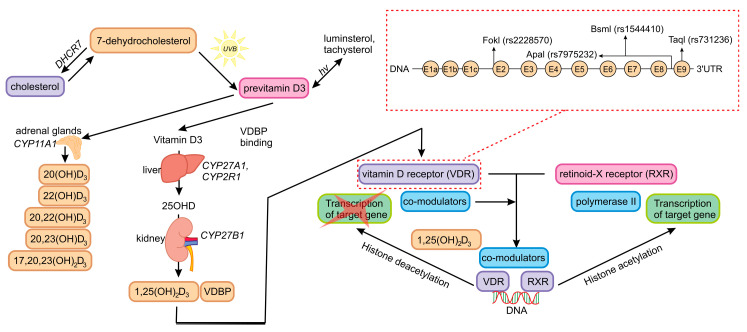 7-dehydrocholesterol
DHCR7
cholesterol
UVB
luminsterol,
tachysterol
hv
previtamin D3
adrenal glands
CYP11A1
20(OH)D₃
22(OH)D₃
20,22(OH)D₃
20,23(OH)D₃
17,20,23(OH)₂D₃
Vitamin D3
VDBP
binding
liver
CYP27A1,
CYP2R1
25OHD
kidney
CYP27B1
1,25(OH)₂D₃
VDBP
BsmI (rs1544410)
FokI (rs2228570)
TaqI (rs731236)
ApaI (rs7975232)
DNA
E1a
E1b
E1c
E2
E3
E4
E5
E6
E7
E8
E9
3'UTR
vitamin D receptor (VDR)
retinoid-X receptor (RXR)
Transcription
of target gene
co-modulators
polymerase II
Transcription
of target gene
1,25(OH)₂D₃
co-modulators
Histone deacetylation
VDR
RXR
DNA
Histone acetylation